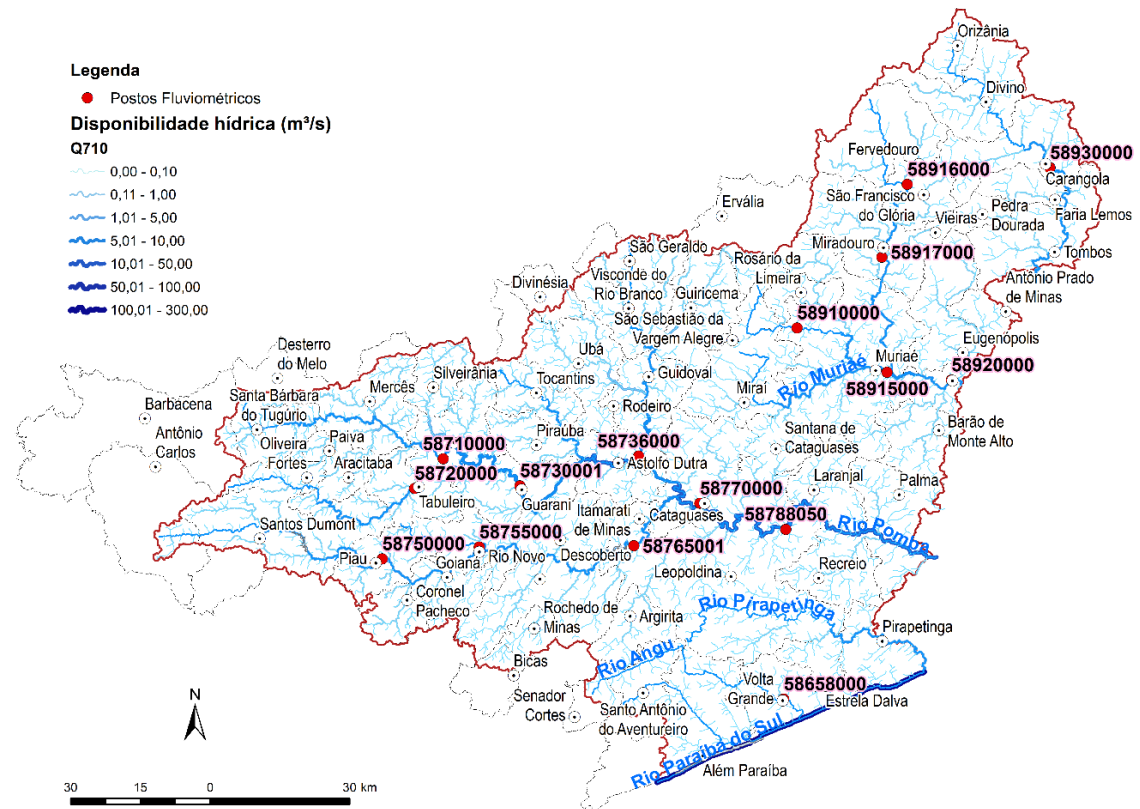 Legenda
Postos Fluviométricos
Disponibilidade hídrica (m³/s)
Q710
0,00 - 0,10
0,11 - 1,00
1,01 - 5,00
5,01 - 10,00
10,01 - 50,00
50,01 - 100,00
100,01 - 300,00
Orizânia
Divino
Fervedouro
58930000
58916000
Carangola
São Francisco
do Glória
Pedra
Dourada
Faria Lemos
Vieiras
Ervália
Miradouro
58917000
Tombos
São Geraldo
Rosário da
Limeira
Antônio Prado
de Minas
Visconde do
Rio Branco
Divinésia
Guiricema
58910000
São Sebastião da
Vargem Alegre
Eugenópolis
Desterro
do Melo
Ubá
Muriaé
58920000
Silveirânia
Tocantins
Guidoval
Rio Muriaé
58915000
Mercês
Miraí
Santa Bárbara
do Tugúrio
Rodeiro
Barbacena
Antônio
Carlos
Oliveira
Fortes
Paiva
Aracitaba
Piraúba
Santana de
Cataguases
Barão de
Monte Alto
58710000
58736000
Astolfo Dutra
58720000
58730001
Laranjal
Palma
Tabuleiro
Guarani
58770000
Itamarati
de Minas
Cataguases
58788050
Rio Pomba
Santos Dumont
58755000
58750000
Rio Novo
Descoberto
58765001
Piau
Goianá
Leopoldina
Recreio
Coronel
Pacheco
Rochedo de
Minas
Argirita
Rio Pirapetinga
Pirapetinga
Bicas
Rio Angu
Senador
Cortes
Volta
Grande
58658000
Estrela Dalva
Santo Antônio
do Aventureiro
Rio Paraíba do Sul
Além Paraíba
N
30 15 0 30 km